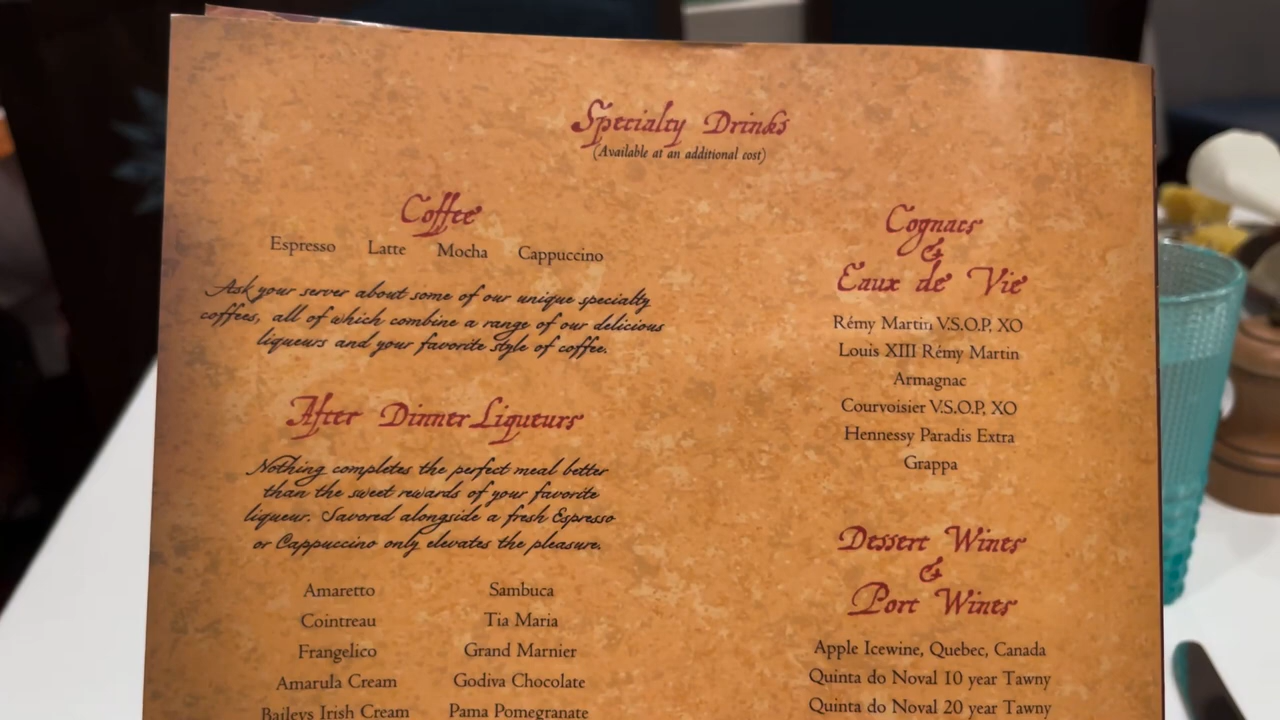 Specialty Drinks
(Available at an additional cost)
Coffee
Espresso Latte Mocha Cappuccino
Ask your server about some of our unique specialty
coffees, all of which combine a range of our delicious
liqueurs and your favorite style of coffee.
After Dinner Liqueurs
Nothing completes the perfect meal better
than the sweet rewards of your favorite
liqueur. Savored alongside a fresh Espresso
or Cappuccino only elevates the pleasure.
Amaretto Sambuca
Cointreau Tia Maria
Frangelico Grand Marnier
Amarula Cream Godiva Chocolate
Baileys Irish Cream Pama Pomegranate
Cognacs
&
Eaux de Vie
Rémy Martin V.S.O.P, XO
Louis XIII Rémy Martin
Armagnac
Courvoisier V.S.O.P, XO
Hennessy Paradis Extra
Grappa
Dessert Wines
&
Port Wines
Apple Icewine, Quebec, Canada
Quinta do Noval 10 year Tawny
Quinta do Noval 20 year Tawny